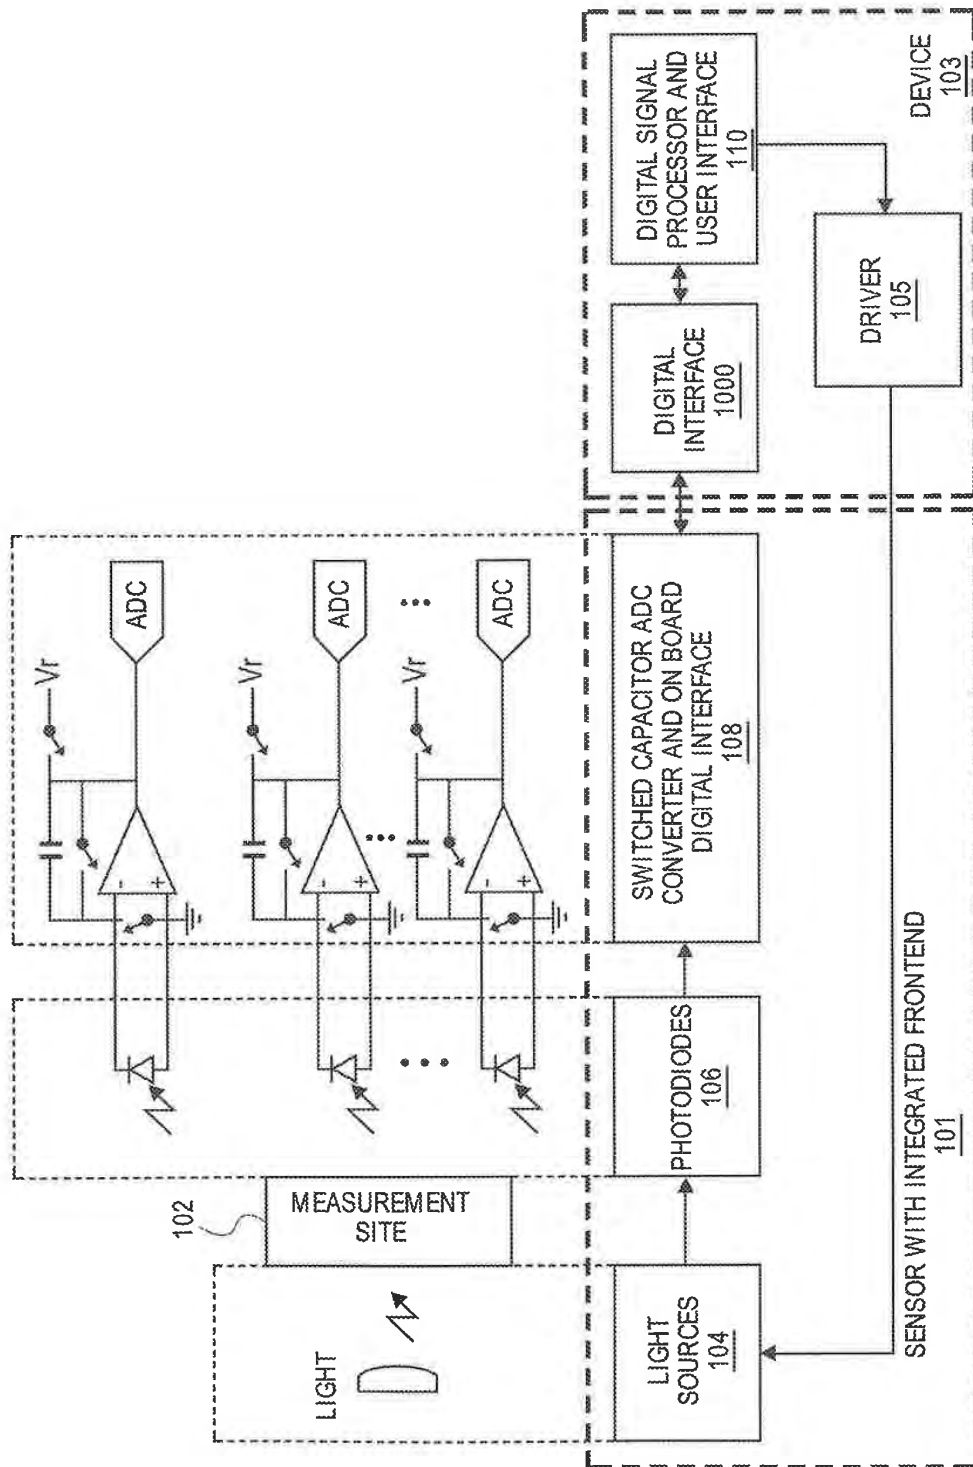 LIGHT
102
MEASUREMENT
SITE
Vr
-
+
ADC
Vr
-
+
ADC
Vr
-
+
ADC
LIGHT
SOURCES
104
PHOTODIODES
106
SWITCHED CAPACITOR ADC
CONVERTER AND ON BOARD
DIGITAL INTERFACE
108
DIGITAL
INTERFACE
1000
DIGITAL SIGNAL
PROCESSOR AND
USER INTERFACE
110
DRIVER
105
DEVICE
103
SENSOR WITH INTEGRATED FRONTEND
101